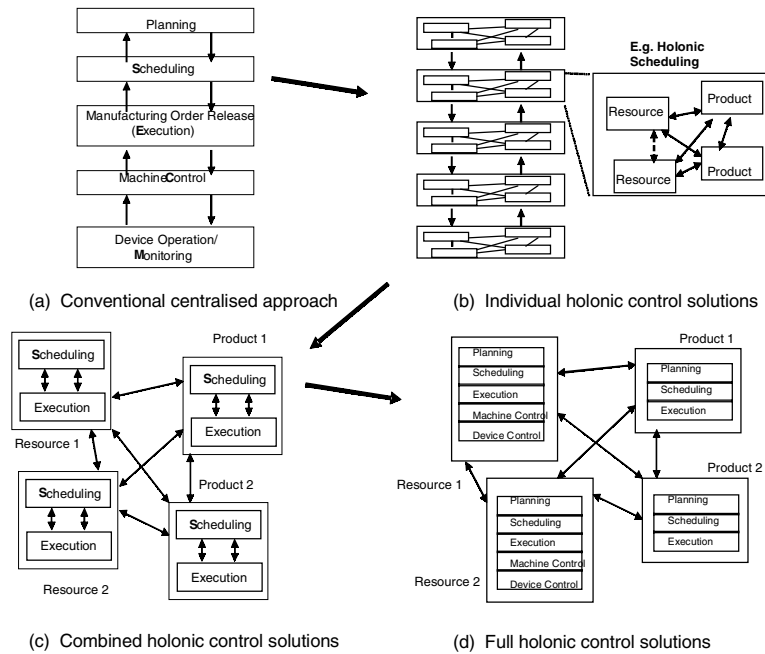 Planning
Scheduling
Manufacturing Order Release
(Execution)
MachineControl
Device Operation/
Monitoring
(a) Conventional centralised approach
E.g. Holonic
Scheduling
Resource
Product
Resource
Product
(b) Individual holonic control solutions
Scheduling
Execution
Resource 1
Product 1
Scheduling
Execution
Scheduling
Execution
Resource 2
Product 2
Scheduling
Execution
(c) Combined holonic control solutions
Planning
Scheduling
Execution
Machine Control
Device Control
Resource 1
Product 1
Planning
Scheduling
Execution
Planning
Scheduling
Execution
Machine Control
Device Control
Resource 2
Product 2
Planning
Scheduling
Execution
(d) Full holonic control solutions